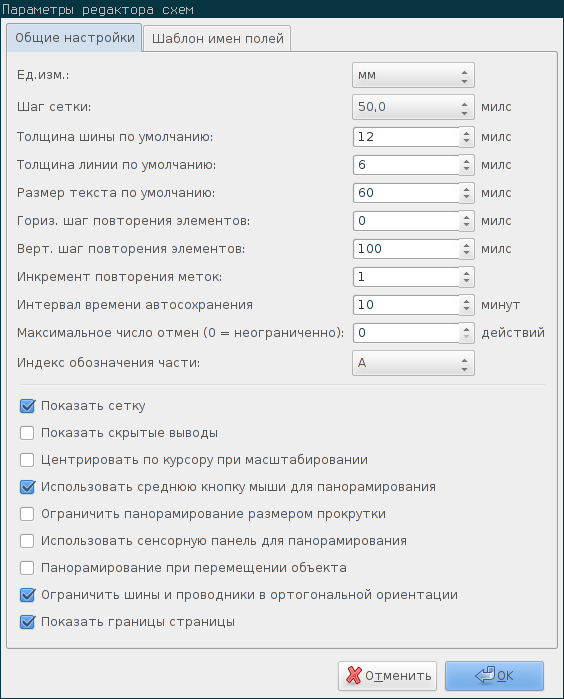 Параметры редактора схем
Общие настройки Шаблон имен полей
Ед.изм.: мм
Шаг сетки: 50,0 милс
Толщина шины по умолчанию: 12 милс
Толщина линии по умолчанию: 6 милс
Размер текста по умолчанию: 60 милс
Гориз. шаг повторения элементов: 0 милс
Верт. шаг повторения элементов: 100 милс
Инкремент повторения меток: 1
Интервал времени автосохранения 10 минут
Максимальное число отмен (0 = неограниченно): 0 действий
Индекс обозначения части: A
Показать сетку
Показать скрытые выводы
Центрировать по курсору при масштабировании
Использовать среднюю кнопку мыши для панорамирования
Ограничить панорамирование размером прокрутки
Использовать сенсорную панель для панорамирования
Панорамирование при перемещении объекта
Ограничить шины и проводники в ортогональной ориентации
Показать границы страницы
Отменить OK